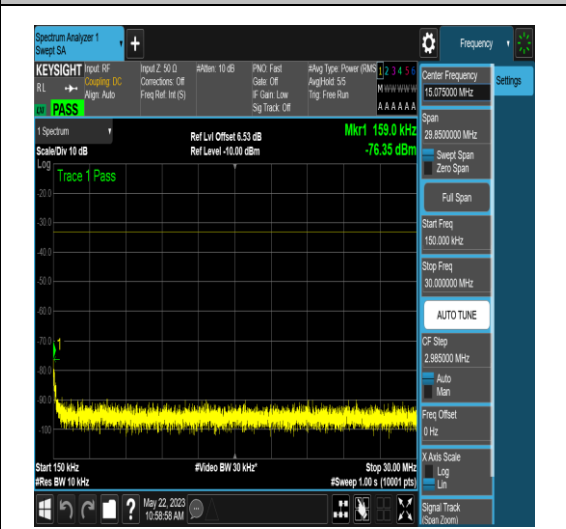 Spectrum Analyzer 1
Swept SA
+
Frequency
KEYSIGHT
RL
PASS
Input: RF
Coupling: DC
Align: Auto
Input Z: 50 Ω
Corrections: Off
Freq Ref: Int (S)
#Atten: 10 dB
PNO: Fast
Gate: Off
IF Gain: Low
Sig Track: Off
#Avg Type: Power (RMS
Avg|Hold: 5/5
Trig: Free Run
1 2 3 4 5 6
M W W W W W
A A A A A A
1 Spectrum
Scale/Div 10 dB
Ref Lvl Offset 6.53 dB
Ref Level -10.00 dBm
Mkr1 159.0 kHz
-76.35 dBm
Log
Trace 1 Pass
-20.0
-30.0
-40.0
-50.0
-60.0
-70.0
-80.0
-90.0
-100
1
Start 150 kHz
#Res BW 10 kHz
#Video BW 30 kHz*
Stop 30.00 MHz
#Sweep 1.00 s (10001 pts)
?
May 22, 2023
10:58:58 AM
Center Frequency
15.075000 MHz
Settings
Span
29.8500000 MHz
Swept Span
Zero Span
Full Span
Start Freq
150.000 kHz
Stop Freq
30.000000 MHz
AUTO TUNE
CF Step
2.985000 MHz
Auto
Man
Freq Offset
0 Hz
X Axis Scale
Log
Lin
Signal Track
(Span Zoom)